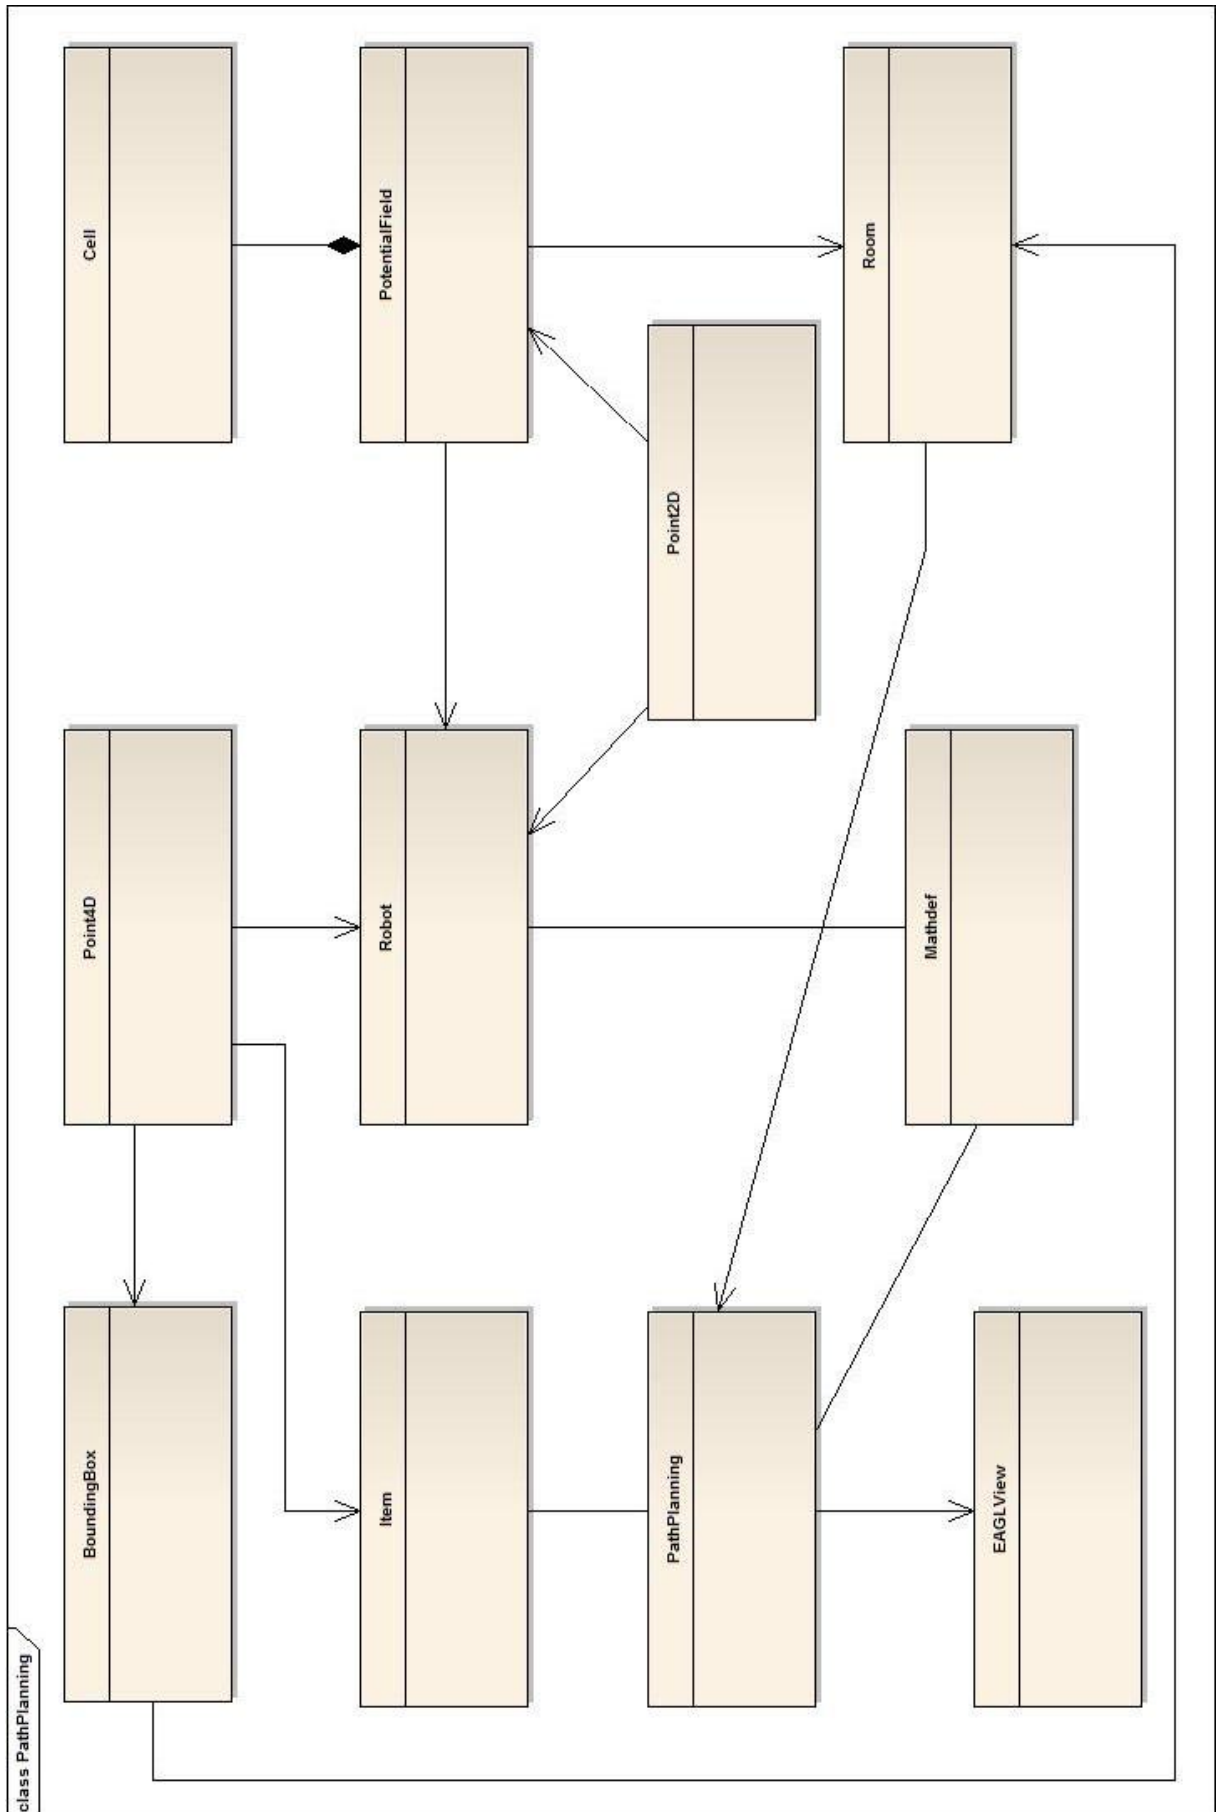 class PathPlanning
BoundingBox
Point4D
Cell
Item
Robot
PotentialField
PathPlanning
Point2D
EAGLView
Mathdef
Room